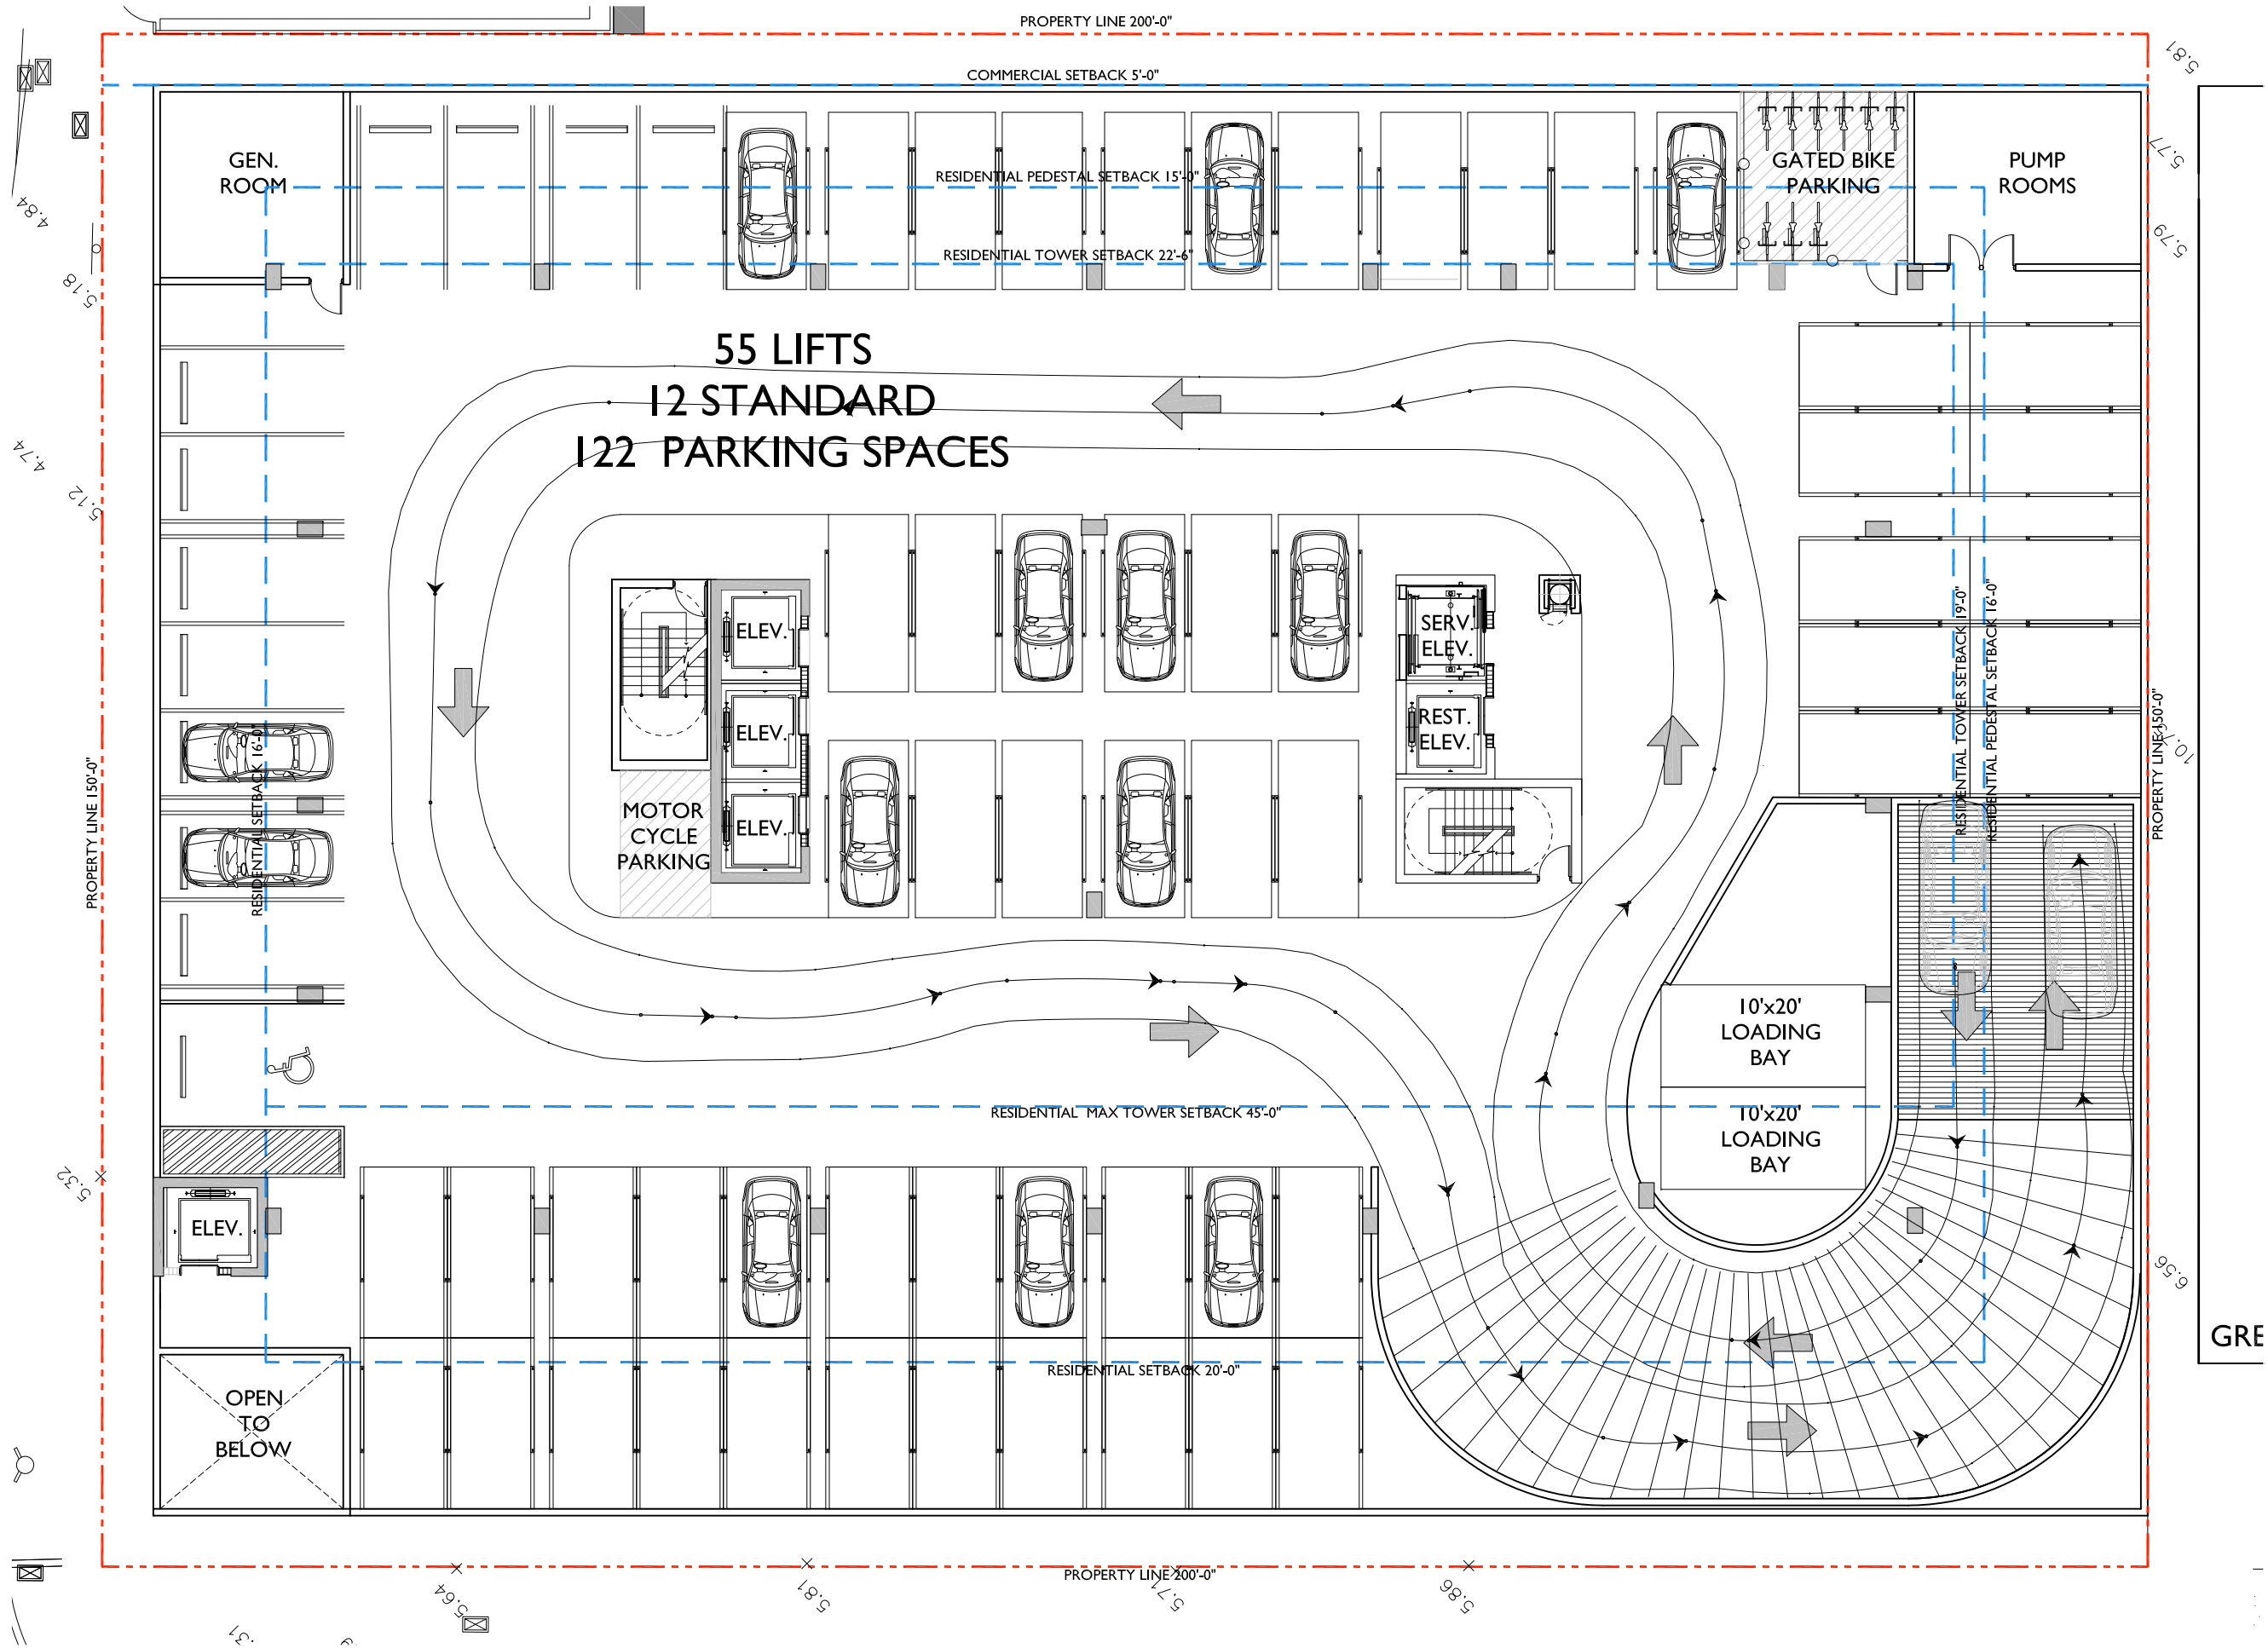 PROPERTY LINE 200'-0"
COMMERCIAL SETBACK 5'-0"
5.81
GEN.
ROOM
RESIDENTIAL PEDESTAL SETBACK 15'-0"
GATED BIKE
PARKING
PUMP
ROOMS
5.77
4.84
RESIDENTIAL TOWER SETBACK 22'-6"
5.79
5.18
55 LIFTS
12 STANDARD
122 PARKING SPACES
4.74
5.12
ELEV.
ELEV.
ELEV.
SERV.
ELEV.
REST.
ELEV.
MOTOR
CYCLE
PARKING
PROPERTY LINE 150'-0"
RESIDENTIAL SETBACK 16'-0"
RESIDENTIAL TOWER SETBACK 19'-0"
RESIDENTIAL PEDESTAL SETBACK 16'-0"
PROPERTY LINE 150'-0"
10'x20'
LOADING
BAY
10'x20'
LOADING
BAY
RESIDENTIAL MAX TOWER SETBACK 45'-0"
5.32
ELEV.
6.56
GRE
RESIDENTIAL SETBACK 20'-0"
OPEN
TO
BELOW
PROPERTY LINE 200'-0"
5.64
5.81
5.71
5.86